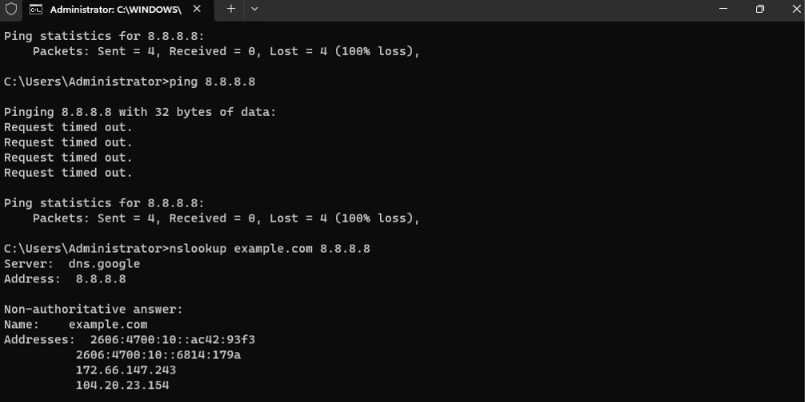 Administrator: C:\WINDOWS\
Ping statistics for 8.8.8.8:
    Packets: Sent = 4, Received = 0, Lost = 4 (100% loss),
C:\Users\Administrator>ping 8.8.8.8
Pinging 8.8.8.8 with 32 bytes of data:
Request timed out.
Request timed out.
Request timed out.
Request timed out.
Ping statistics for 8.8.8.8:
    Packets: Sent = 4, Received = 0, Lost = 4 (100% loss),
C:\Users\Administrator>nslookup example.com 8.8.8.8
Server:  dns.google
Address:  8.8.8.8
Non-authoritative answer:
Name:    example.com
Addresses:  2606:4700:10::ac42:93f3
          2606:4700:10::6814:179a
          172.66.147.243
          104.20.23.154